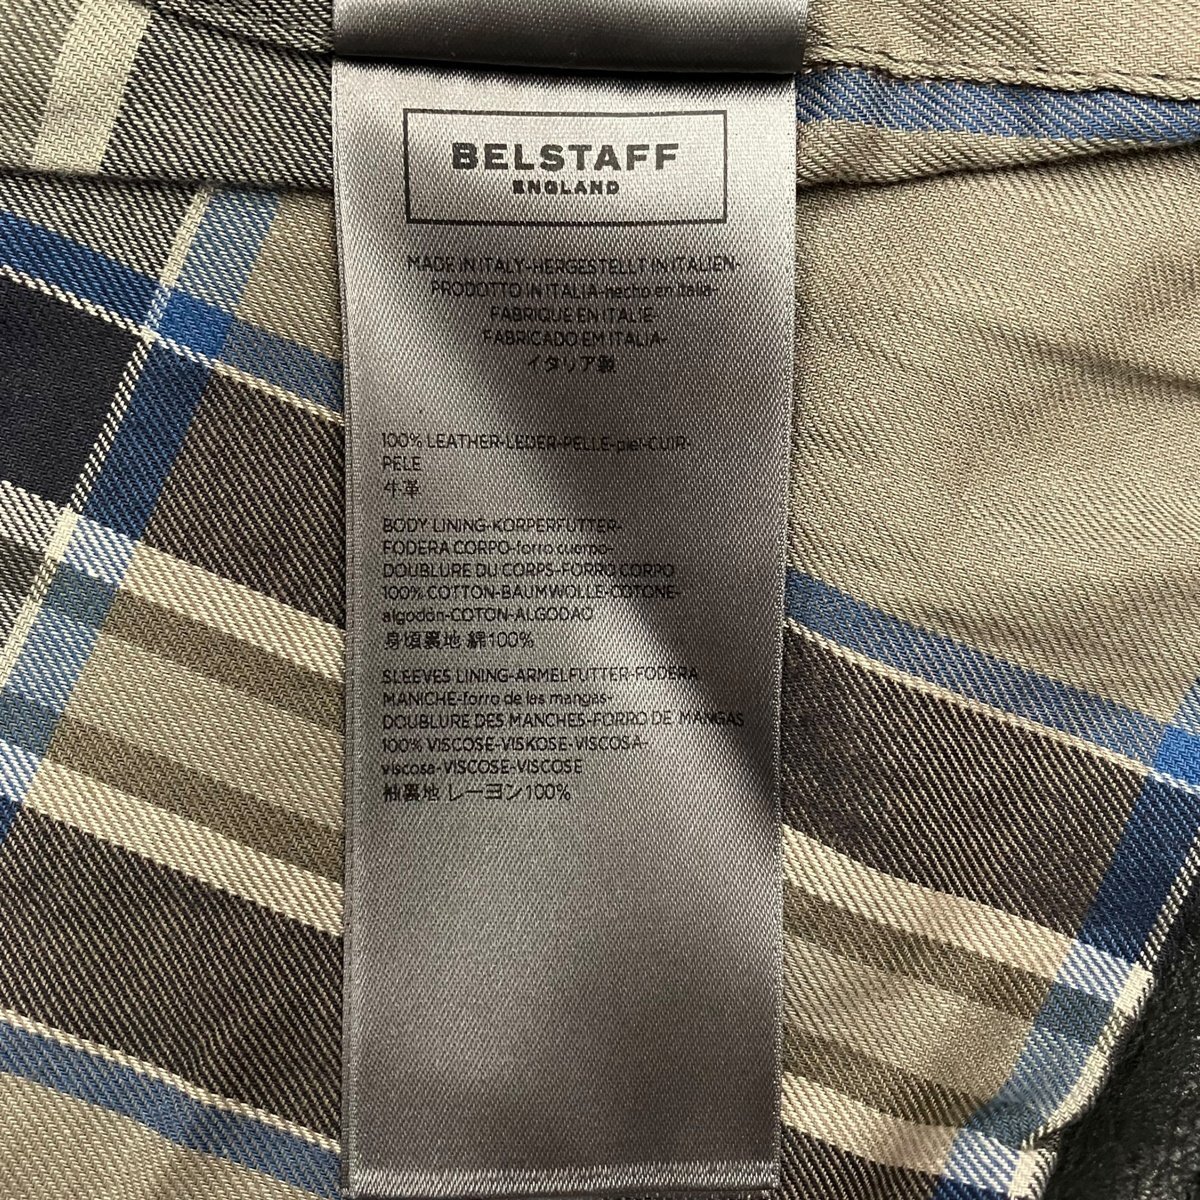 BELSTAFF
ENGLAND
MADE IN ITALY-HERGESTELLT IN ITALIEN-
PRODOTTO IN ITALIA-hecho en italia-
FABRIQUE EN ITALIE-
FABRICADO EM ITALIA-
イタリア製
100% LEATHER-LEDER-PELLE-piel-CUIR-
PELE
牛革
BODY LINING-KORPERFUTTER-
FODERA CORPO-forro cuerpo-
DOUBLURE DU CORPS-FORRO CORPO
100% COTTON-BAUMWOLLE-COTONE-
algodón-COTON-ALGODAO
身頃裏地 綿100%
SLEEVES LINING-ARMELFUTTER-FODERA
MANICHE-forro de las mangas-
DOUBLURE DES MANCHES-FORRO DE MANGAS
100% VISCOSE-VISKOSE-VISCOSA-
viscosa-VISCOSE-VISCOSE
袖裏地 レーヨン100%